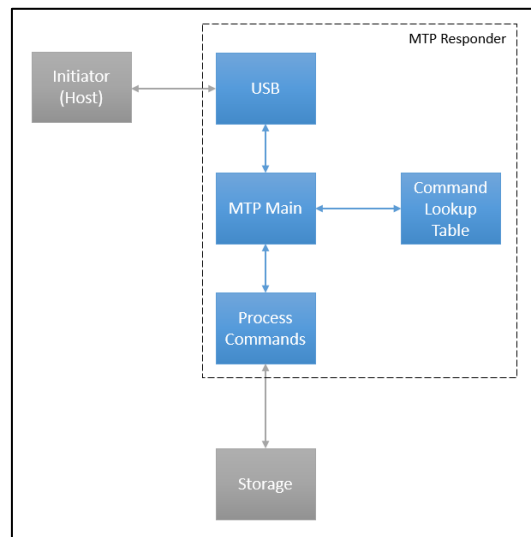 MTP Responder
Initiator
(Host)
USB
MTP Main
Command
Lookup
Table
Process
Commands
Storage